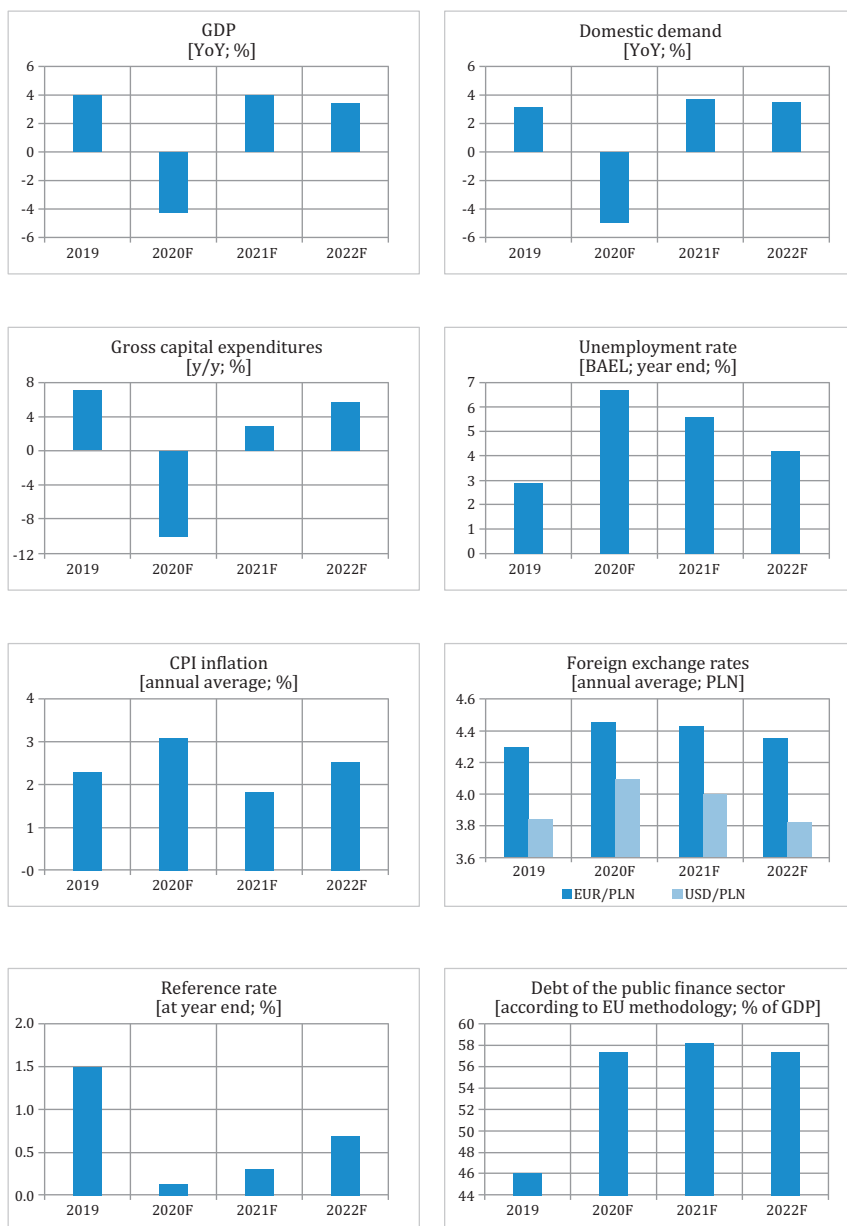 GDP
[YoY; %]
6
4
2
0
-2
-4
-6
2019 2020F 2021F 2022F
Domestic demand
[YoY; %]
6
4
2
0
-2
-4
-6
2019 2020F 2021F 2022F
Gross capital expenditures
[y/y; %]
8
4
0
-4
-8
-12
2019 2020F 2021F 2022F
Unemployment rate
[BAEL; year end; %]
7
6
5
4
3
2
1
0
2019 2020F 2021F 2022F
CPI inflation
[annual average; %]
4
3
2
1
-0
2019 2020F 2021F 2022F
Foreign exchange rates
[annual average; PLN]
4.6
4.4
4.2
4.0
3.8
3.6
2019 2020F 2021F 2022F
EUR/PLN USD/PLN
Reference rate
[at year end; %]
2.0
1.5
1.0
0.5
0.0
2019 2020F 2021F 2022F
Debt of the public finance sector
[according to EU methodology; % of GDP]
60
58
56
54
52
50
48
46
44
2019 2020F 2021F 2022F